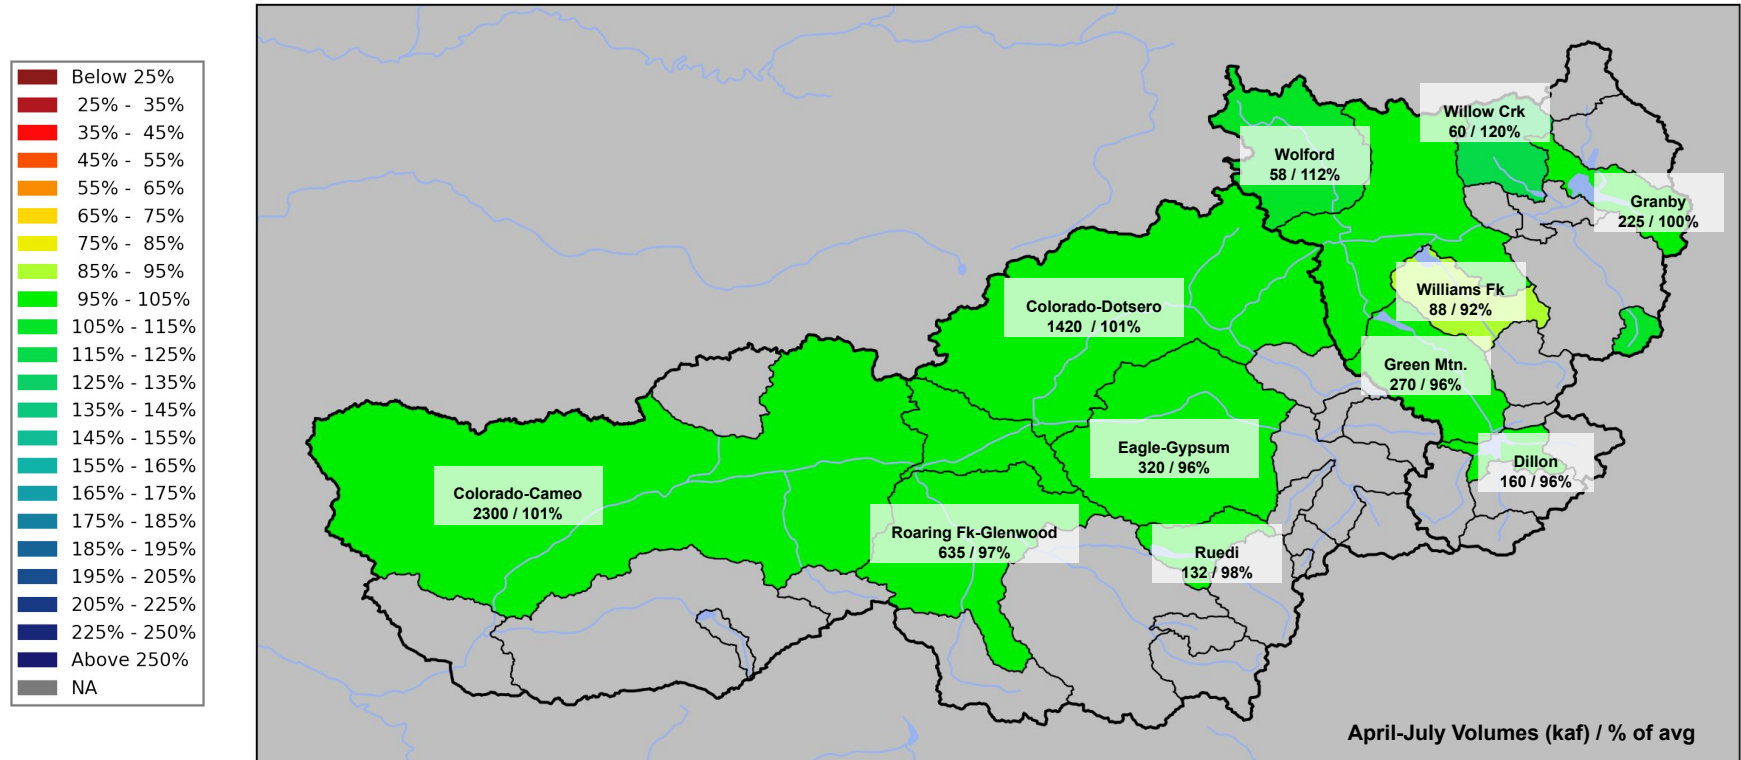 Below 25%
25% - 35%
35% - 45%
45% - 55%
55% - 65%
65% - 75%
75% - 85%
85% - 95%
95% - 105%
105% - 115%
115% - 125%
125% - 135%
135% - 145%
145% - 155%
155% - 165%
165% - 175%
175% - 185%
185% - 195%
195% - 205%
205% - 225%
225% - 250%
Above 250%
NA
Willow Crk
60 / 120%
Wolford
58 / 112%
Granby
225 / 100%
Williams Fk
88 / 92%
Colorado-Dotsero
1420 / 101%
Green Mtn.
270 / 96%
Eagle-Gypsum
320 / 96%
Dillon
160 / 96%
Colorado-Cameo
2300 / 101%
Roaring Fk-Glenwood
635 / 97%
Ruedi
132 / 98%
April-July Volumes (kaf) / % of avg